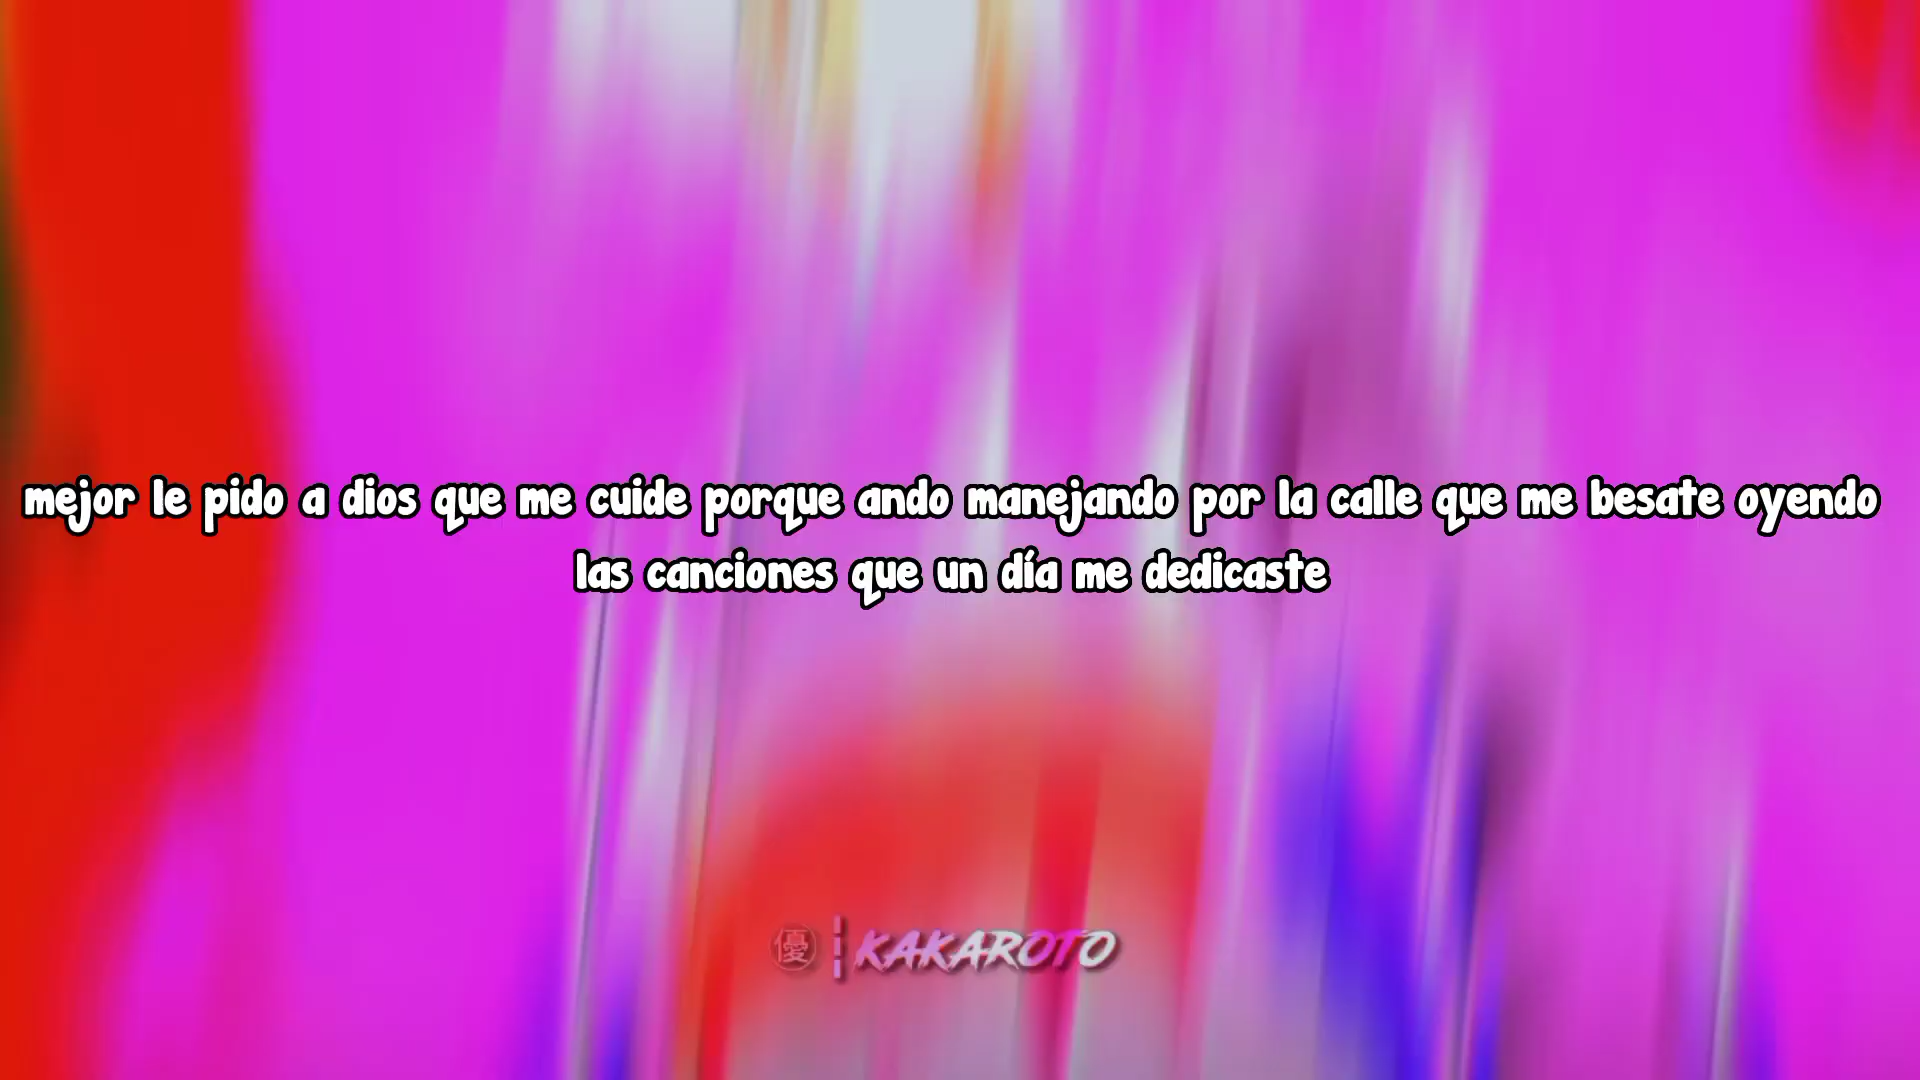 mejor le pido a dios que me cuide porque ando manejando por la calle que me besate oyendo
las canciones que un día me dedicaste
優 KAKAROTO